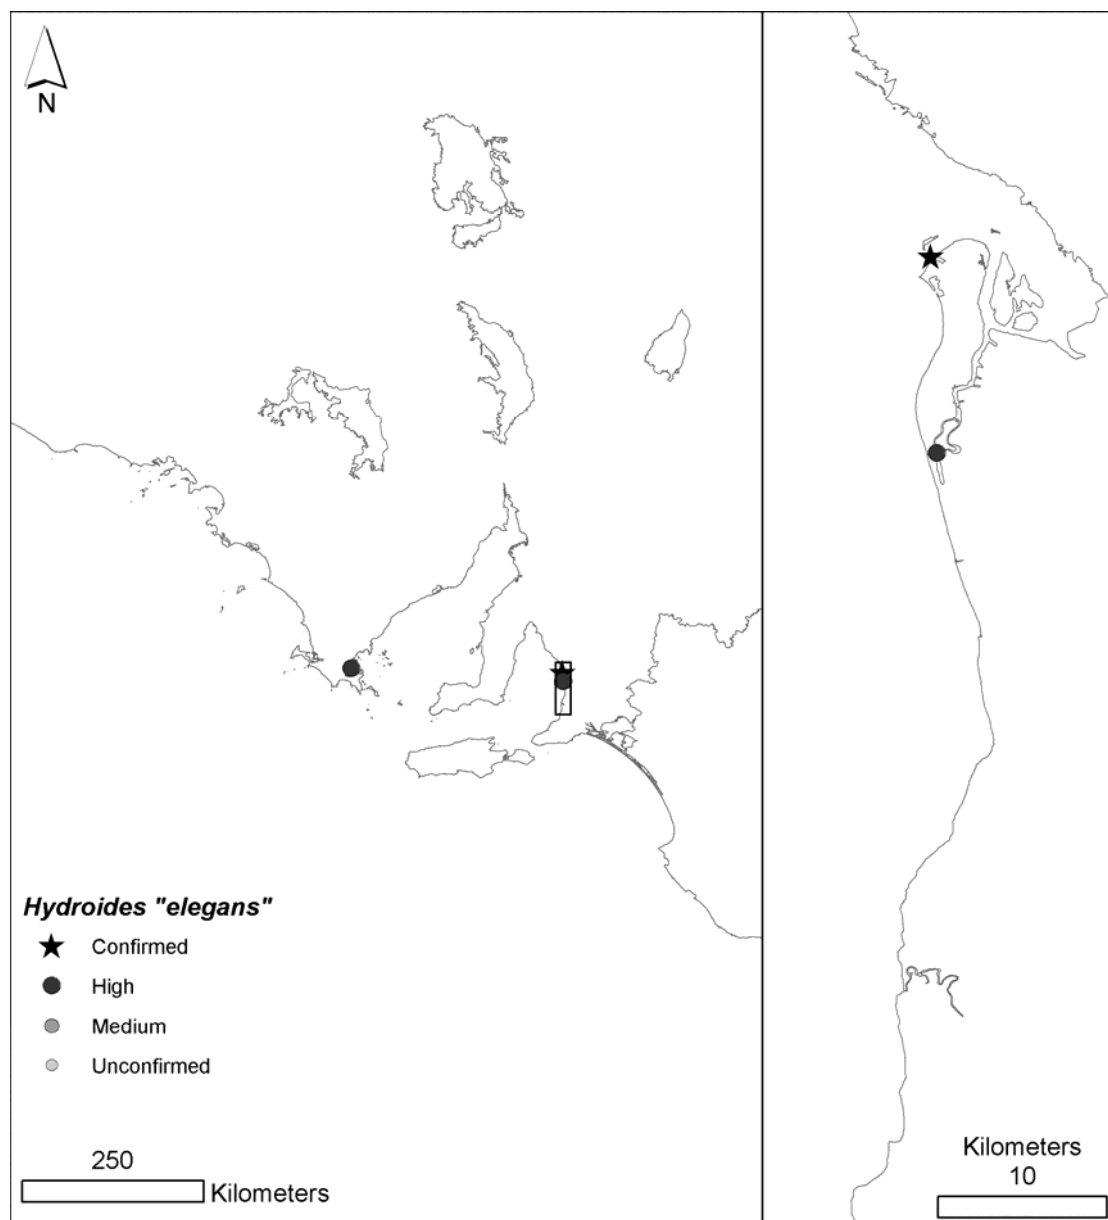 N
Hydroides "elegans"
Confirmed
High
Medium
Unconfirmed
250
Kilometers
Kilometers
10